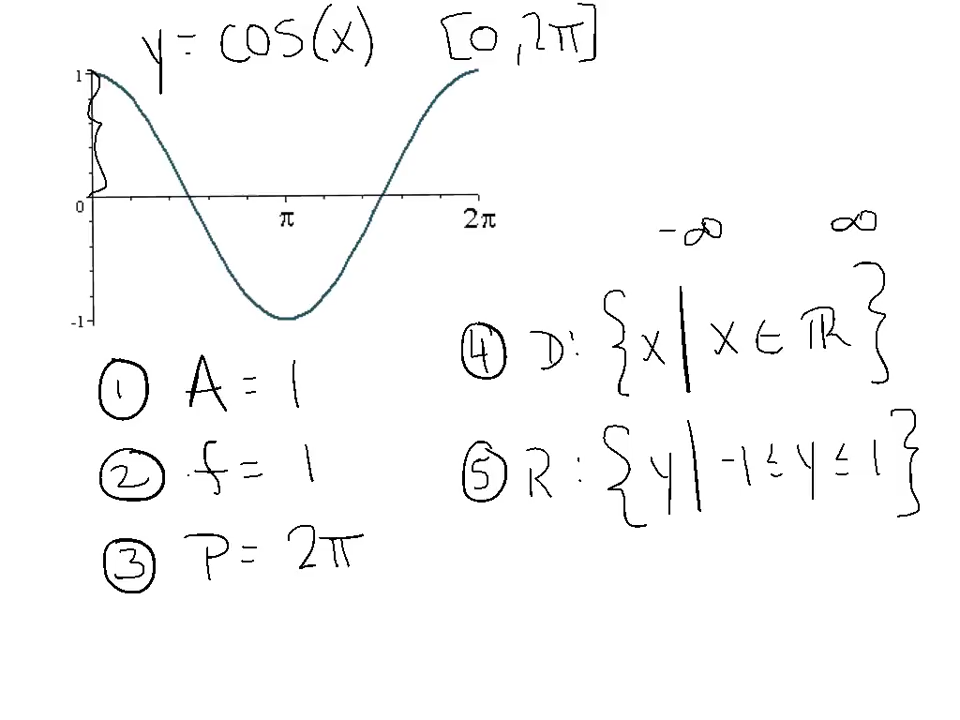 y = cos(x) [0, 2π]
1
0
π
2π
-1
-∞ ∞
① A = 1
② f = 1
③ P = 2π
④ D: {x | x ∈ ℝ}
⑤ R: {y | -1 ≤ y ≤ 1}